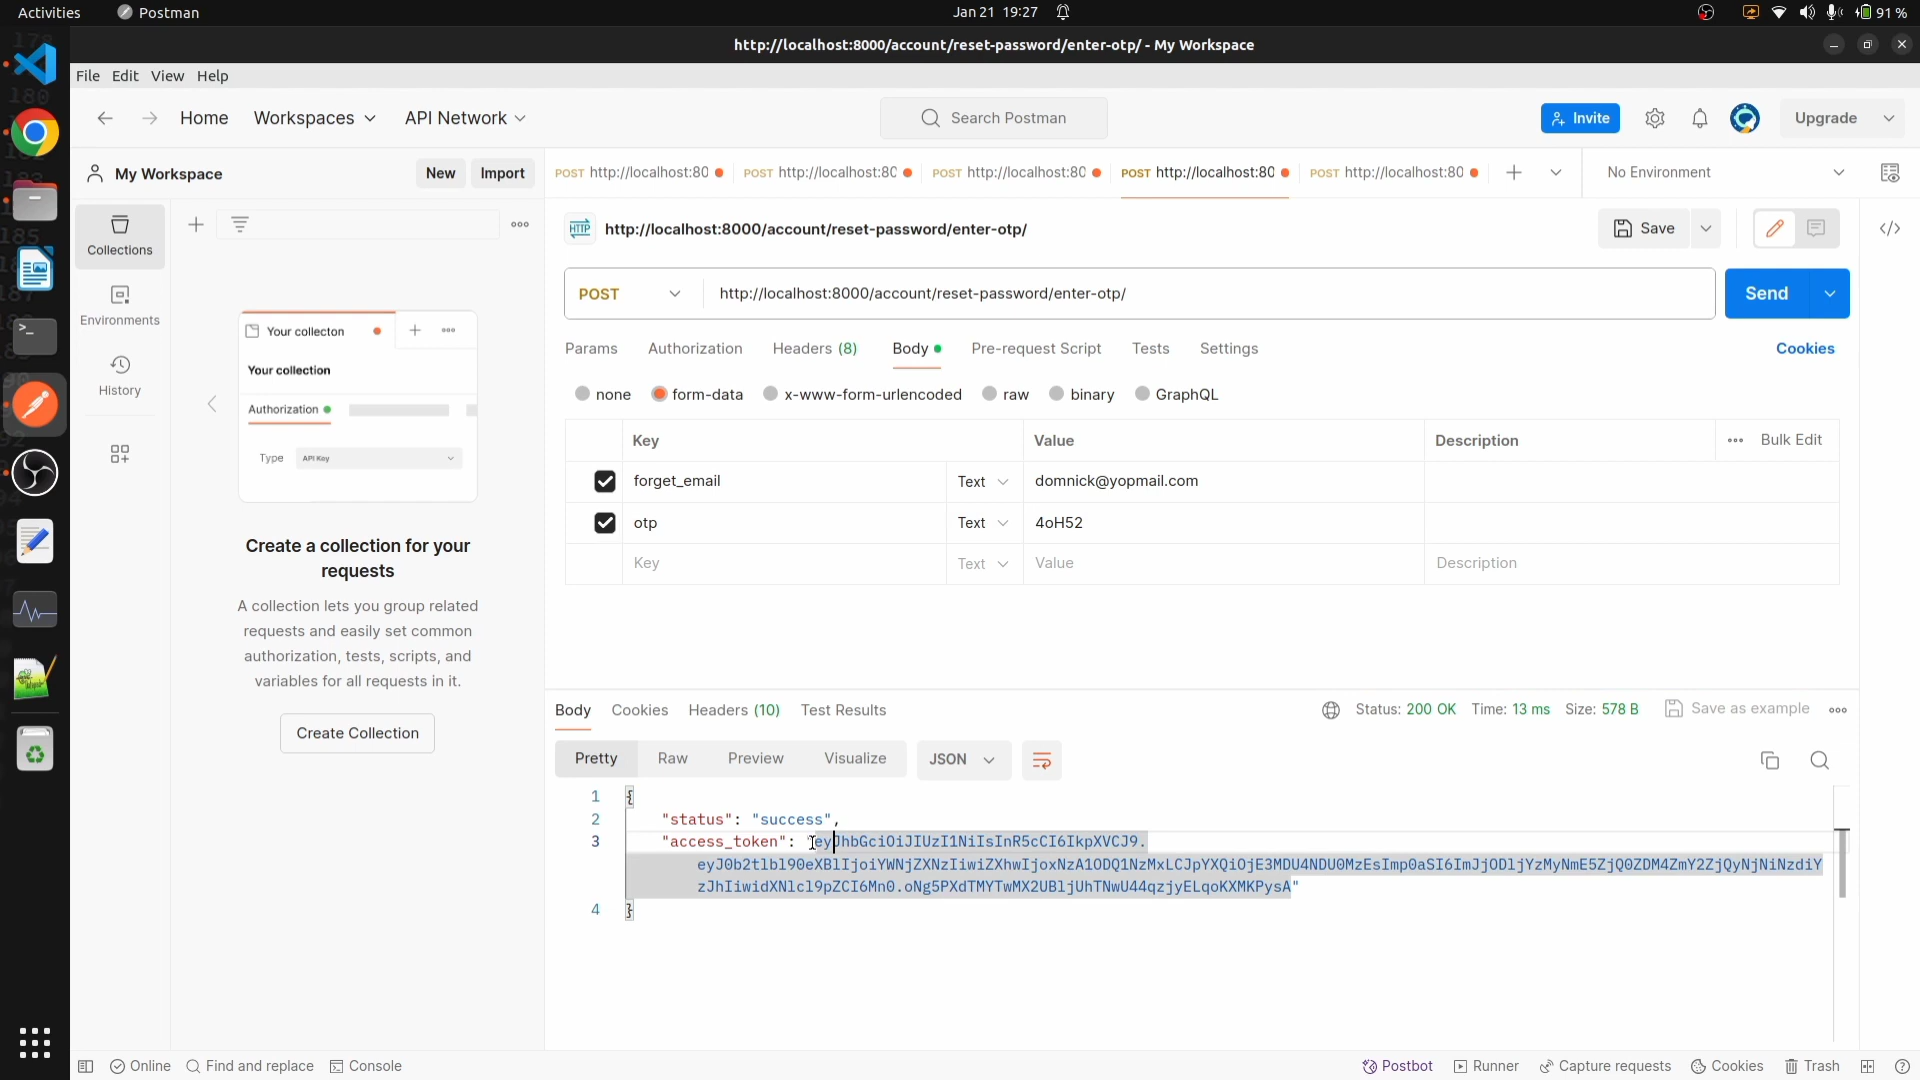 Activities Postman Jan 21 19:27 91 %
http://localhost:8000/account/reset-password/enter-otp/ - My Workspace
File Edit View Help
Home Workspaces API Network Search Postman Invite Upgrade
My Workspace New Import
POST http://localhost:80 POST http://localhost:80 POST http://localhost:80 POST http://localhost:80 POST http://localhost:80 No Environment
Collections
Environments
History
Your collecton
Your collection
Authorization
Type API Key
Create a collection for your
requests
A collection lets you group related
requests and easily set common
authorization, tests, scripts, and
variables for all requests in it.
Create Collection
HTTP http://localhost:8000/account/reset-password/enter-otp/ Save
POST http://localhost:8000/account/reset-password/enter-otp/ Send
Params Authorization Headers (8) Body Pre-request Script Tests Settings Cookies
none form-data x-www-form-urlencoded raw binary GraphQL
Key Value Description Bulk Edit
forget_email Text domnick@yopmail.com
otp Text 4oH52
Key Text Value Description
Body Cookies Headers (10) Test Results Status: 200 OK Time: 13 ms Size: 578 B Save as example
Pretty Raw Preview Visualize JSON
1 {
2 "status": "success",
3 "access_token": "eyJhbGciOiJIUzI1NiIsInR5cCI6IkpXVCJ9.
eyJ0b2tlbl90eXBlIjoiYWNjZXNzIiwiZXhwIjoxNzA1ODQ1NzMxLCJpYXQiOjE3MDU4NDU0MzEsImp0aSI6ImJjODljYzMyNmE5ZjQ0ZDM4ZmY2ZjQyNjNiNzdiY
zJhIiwidXNlcl9pZCI6Mn0.oNg5PXdTMYTwMX2UBljUhTNwU44qzjyELqoKXMKPysA"
4 }
Online Find and replace Console Postbot Runner Capture requests Cookies Trash